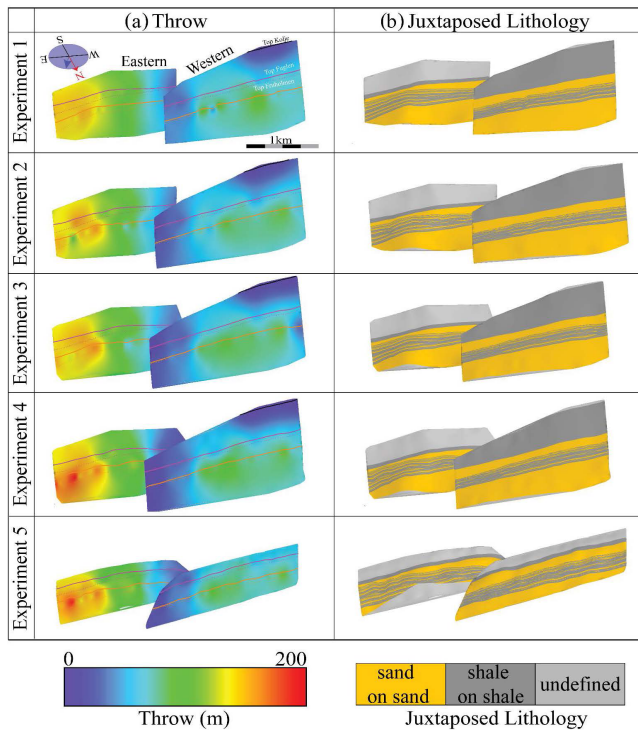 (a) Throw
(b) Juxtaposed Lithology
Experiment 1
S
E
W
N
Eastern
Western
Top Kolje
Top Fuglen
Top Fruholmen
1km
Experiment 2
Experiment 3
Experiment 4
Experiment 5
0
200
Throw (m)
sand
on sand
shale
on shale
undefined
Juxtaposed Lithology